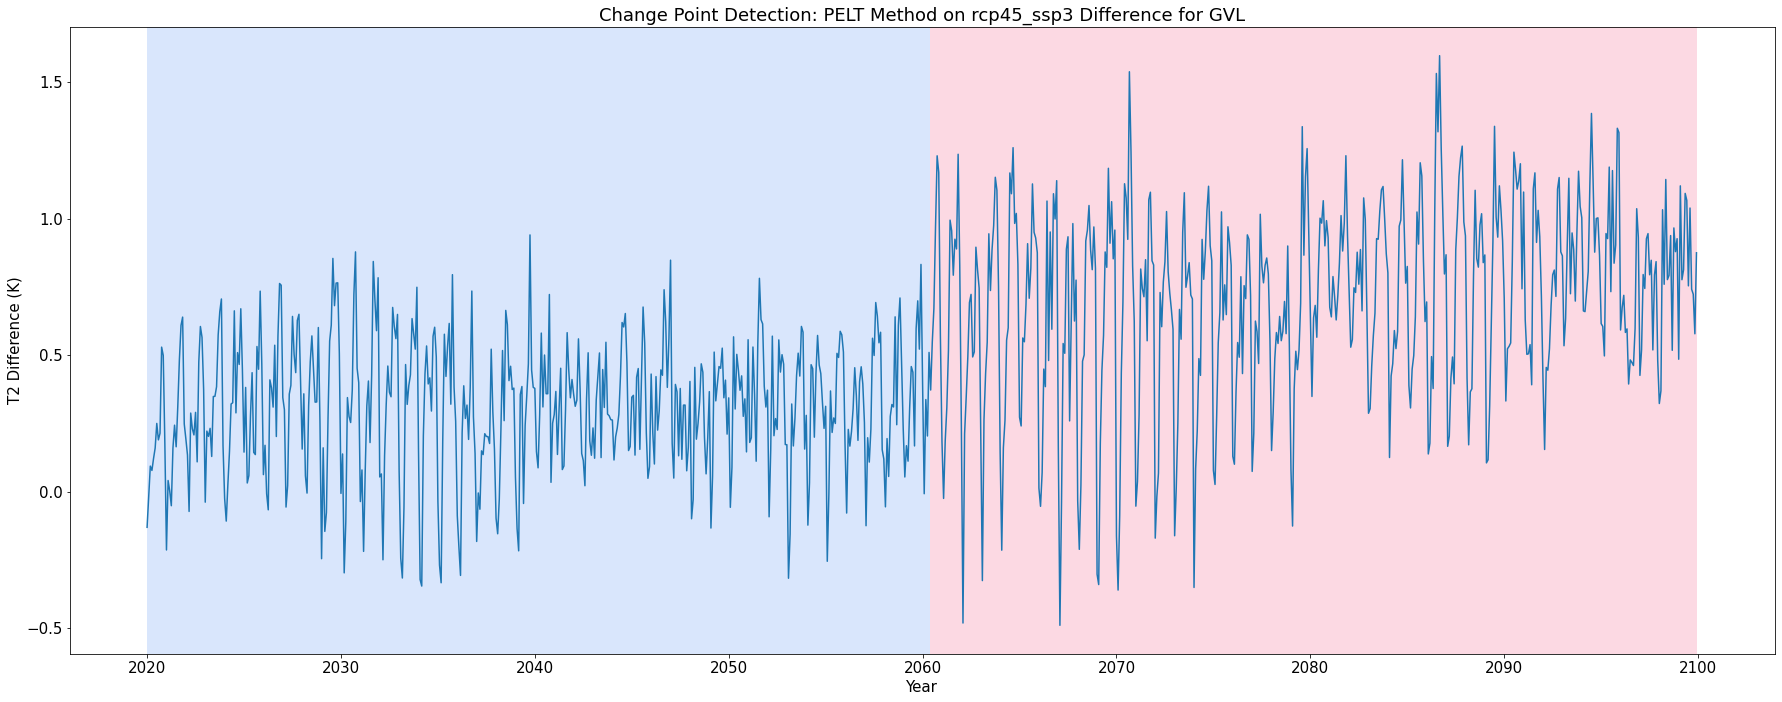 Change Point Detection: PELT Method on rcp45_ssp3 Difference for GVL
T2 Difference (K)
1.5
1.0
0.5
0.0
−0.5
2020 2030 2040 2050 2060 2070 2080 2090 2100
Year